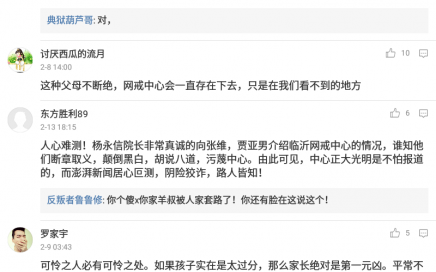 典狱葫芦哥: 对，
讨厌西瓜的流月
10
2-8 14:00
这种父母不断绝，网戒中心会一直存在下去，只是在我们看不到的地方
东方胜利89
6
2-13 18:15
人心难测！杨永信院长非常真诚的向张维，贾亚男介绍临沂网戒中心的情况，谁知他
们断章取义，颠倒黑白，胡说八道，污蔑中心。由此可见，中心正大光明是不怕报道
的，而澎湃新闻居心叵测，阴险狡诈，路人皆知！
反叛者鲁鲁修: 你个傻x你家羊叔被人家套路了！你还有脸在这说这个！
罗家宇
5
2-9 03:43
可怜之人必有可怜之处。如果孩子实在是太过分，那么家长绝对是第一元凶。平常不